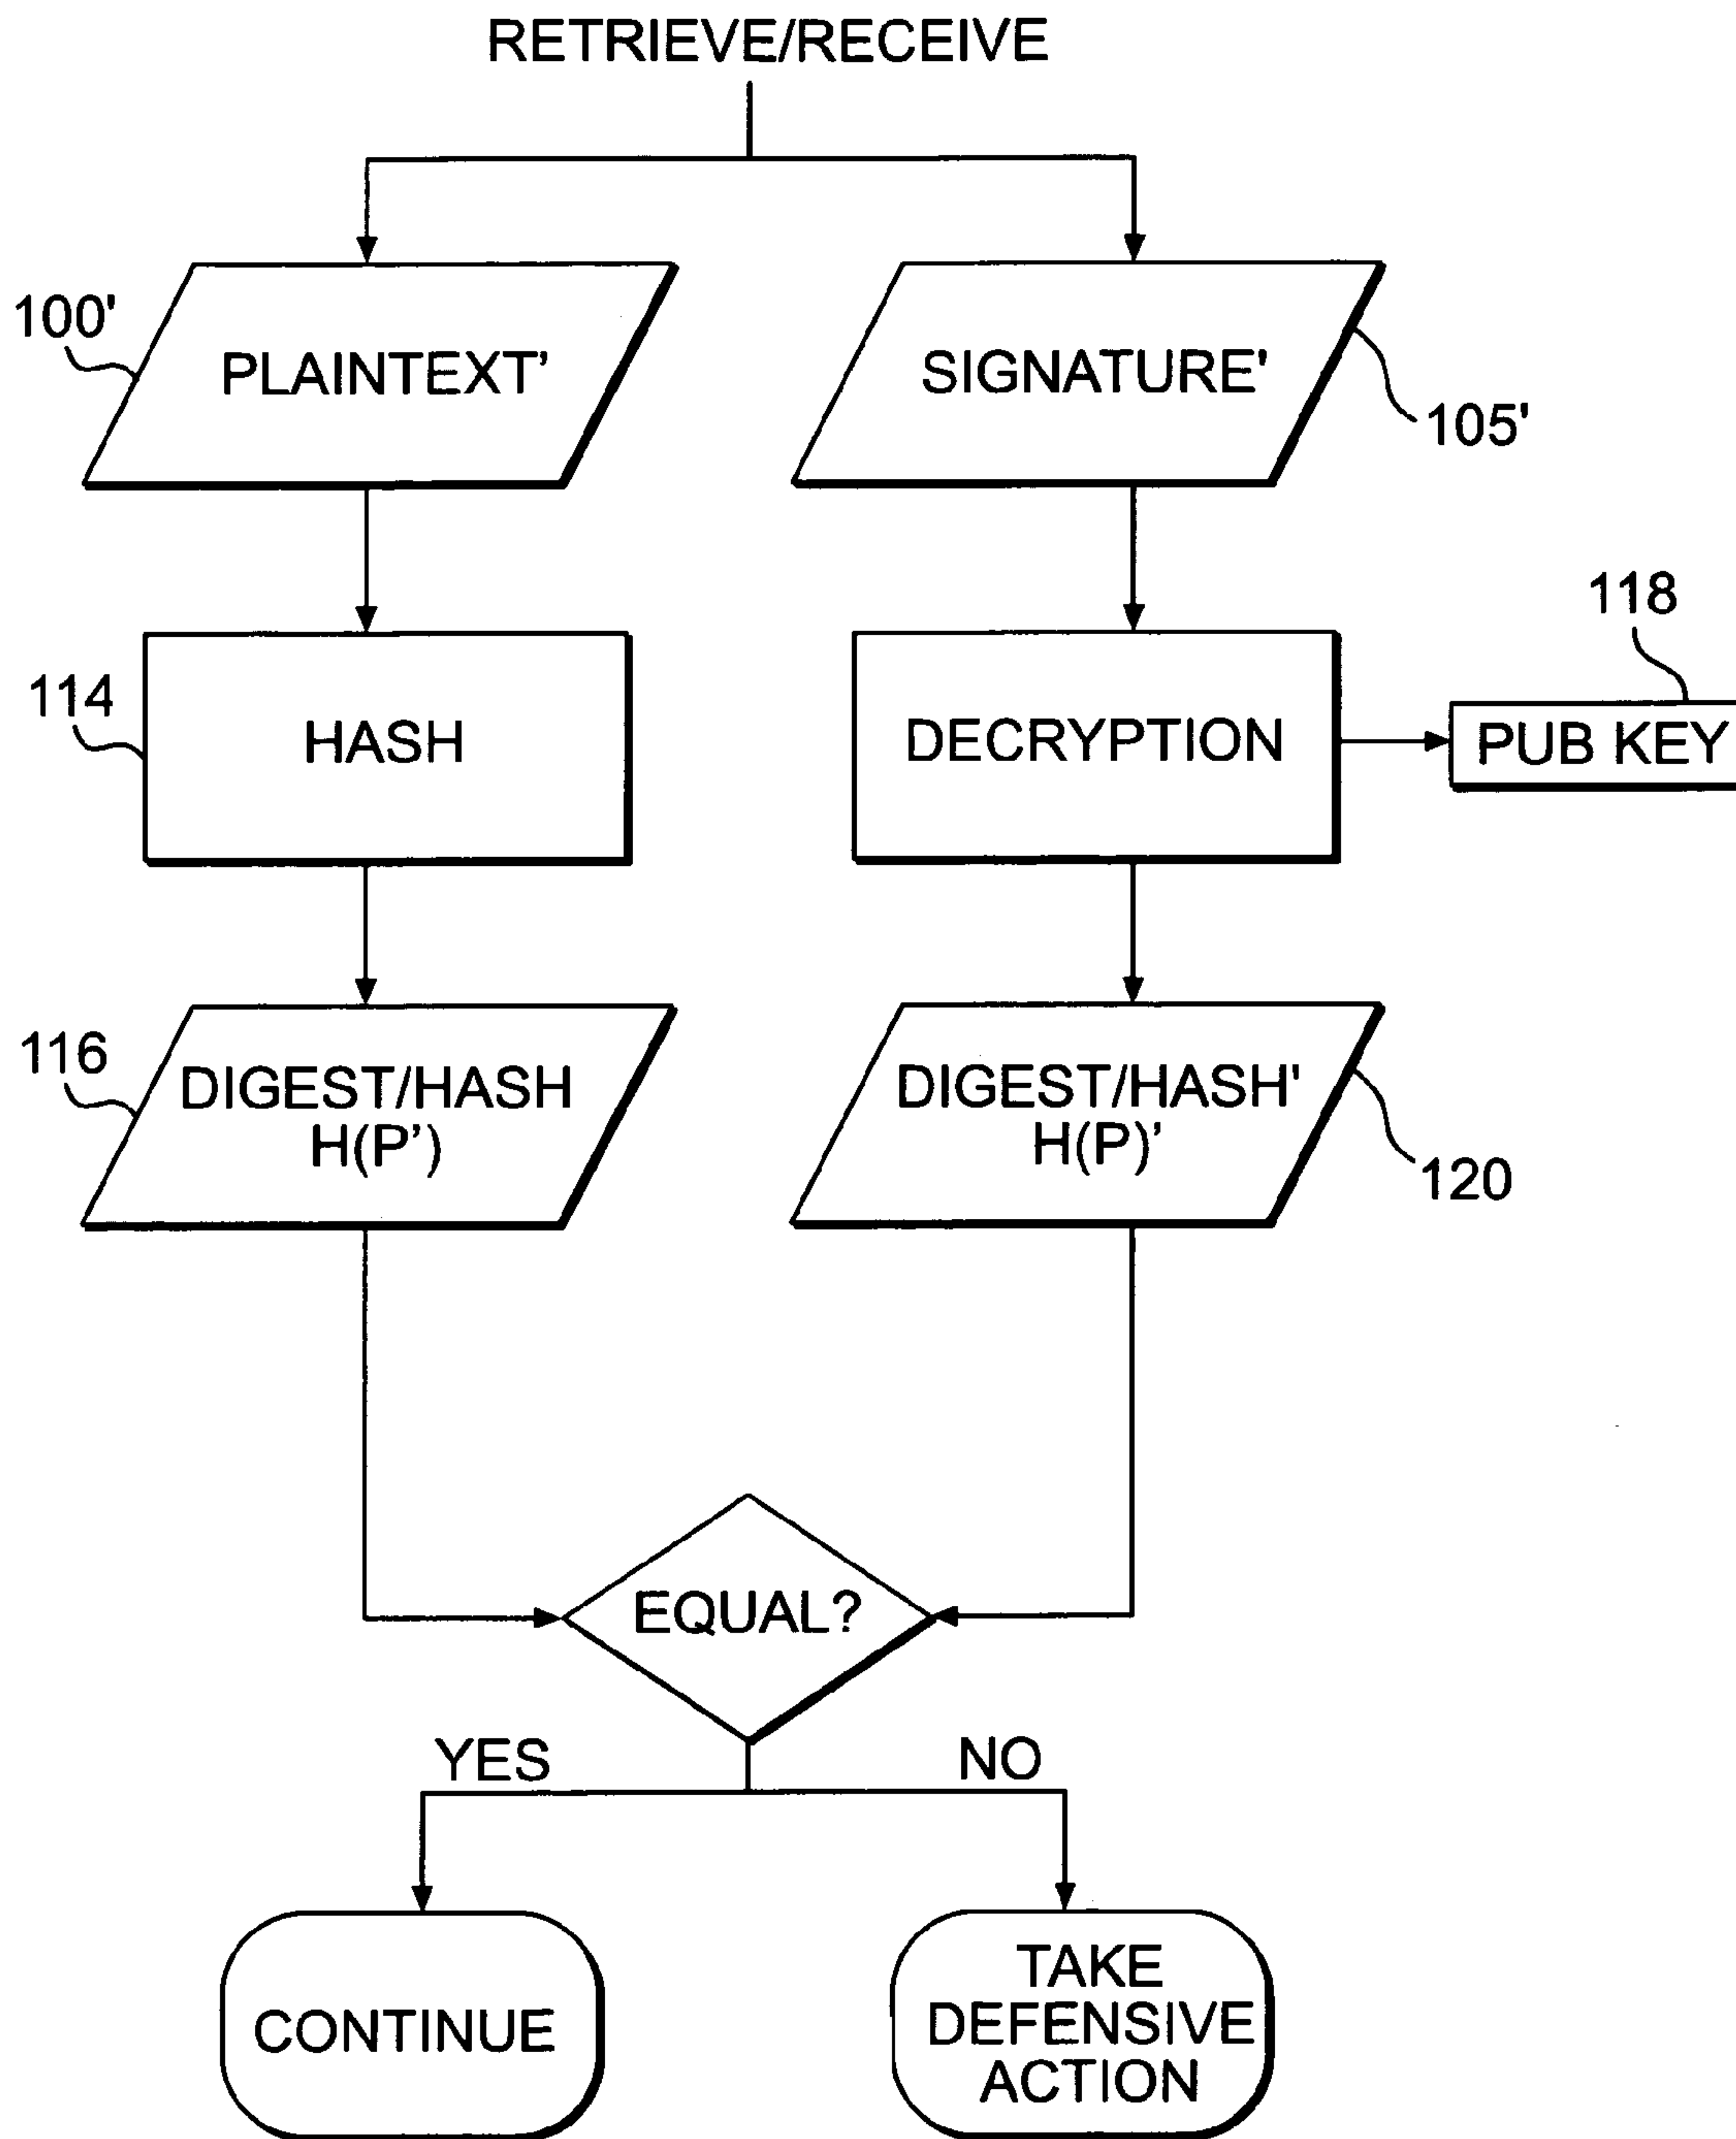 RETRIEVE/RECEIVE
100'
PLAINTEXT’
SIGNATURE'
105'
118
114
HASH
DECRYPTION
PUB KEY
116
DIGEST/HASH
H(P’)
DIGEST/HASH'
H(P)’
120
EQUAL?
YES
NO
CONTINUE
TAKE
DEFENSIVE
ACTION